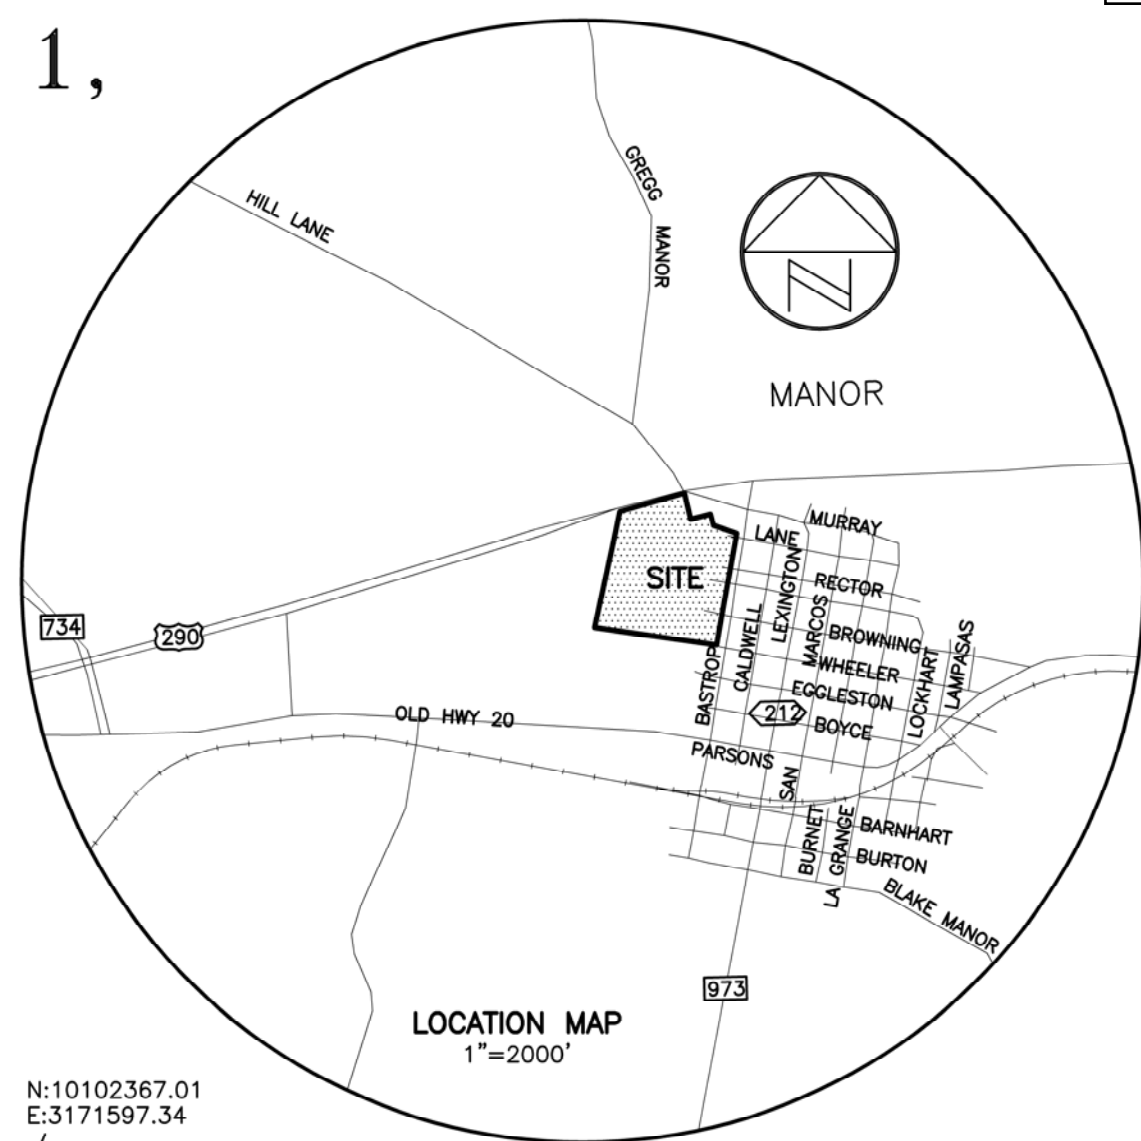 1,
GREGG
MANOR
HILL LANE
N
MANOR
MURRAY
LANE
SITE
RECTOR
LEXINGTON
MARCOS
CALDWELL
734
290
BROWNING
WHEELER
LAMPASAS
LOCKHART
BASTROP
EGGLESTON
212
BOYCE
OLD HWY 20
PARSONS
SAN
BURNET
LA GRANGE
BARNHART
BURTON
BLAKE MANOR
973
LOCATION MAP
1"=2000'
N:10102367.01
E:3171597.34